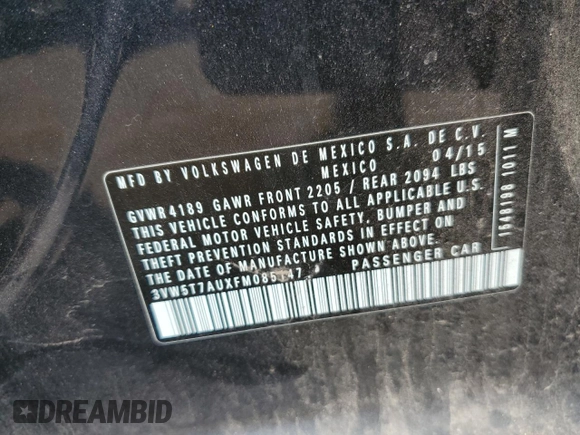 MFD BY VOLKSWAGEN DE MEXICO S.A. DE C.V.
MEXICO 04/15
GVWR 4189 GAWR FRONT 2205 / REAR 2094 LBS
THIS VEHICLE CONFORMS TO ALL APPLICABLE U.S.
FEDERAL MOTOR VEHICLE SAFETY, BUMPER AND
THEFT PREVENTION STANDARDS IN EFFECT ON
THE DATE OF MANUFACTURE SHOWN ABOVE.
3VW5T7AUXFM085147 PASSENGER CAR
1011 M
DREAMBID